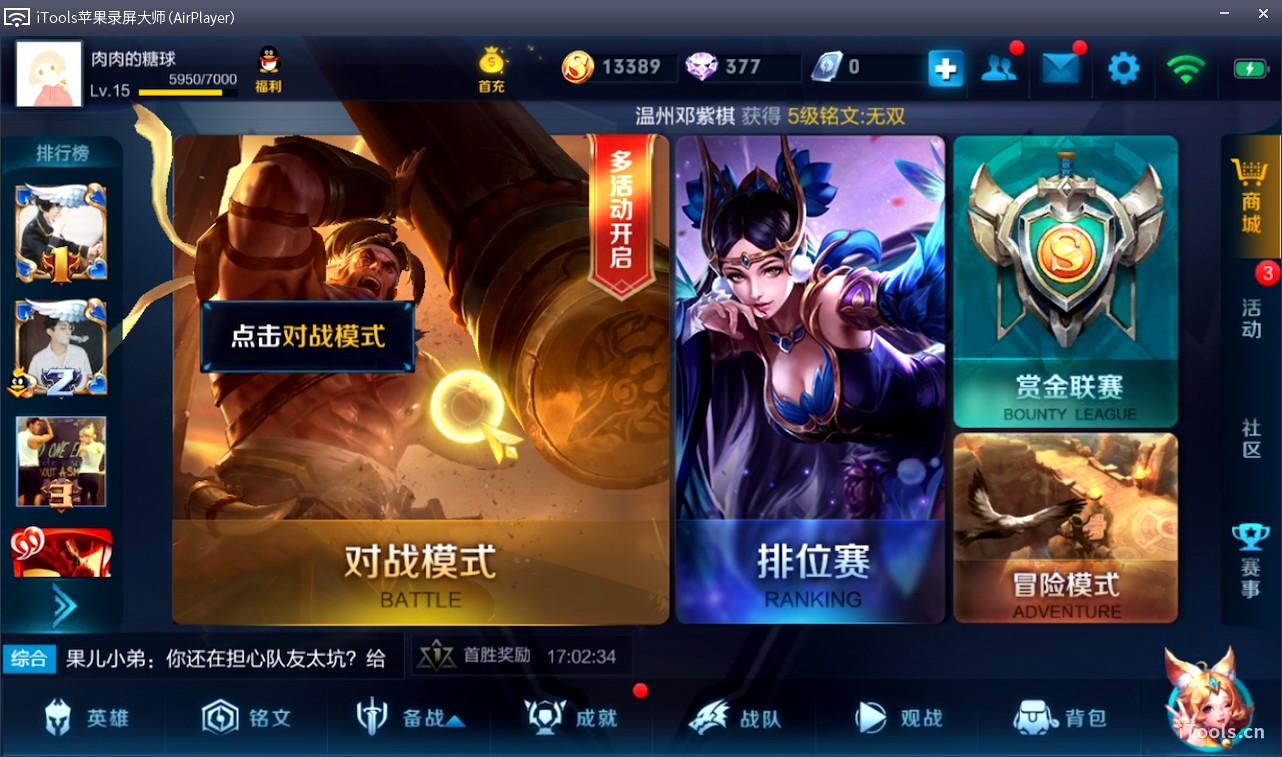 iTools苹果录屏大师(AirPlayer)
肉肉的糖球
5950/7000
Lv.15
福利
首充
13389
377
0
温州邓紫棋 获得 5级铭文:无双
排行榜
1
2
3
多活动开启
点击对战模式
对战模式
BATTLE
排位赛
RANKING
赏金联赛
BOUNTY LEAGUE
冒险模式
ADVENTURE
商城
3
活动
社区
赛事
综合 果儿小弟：你还在担心队友太坑？给
首胜奖励 17:02:34
英雄
铭文
备战
成就
战队
观战
背包
iTools.cn